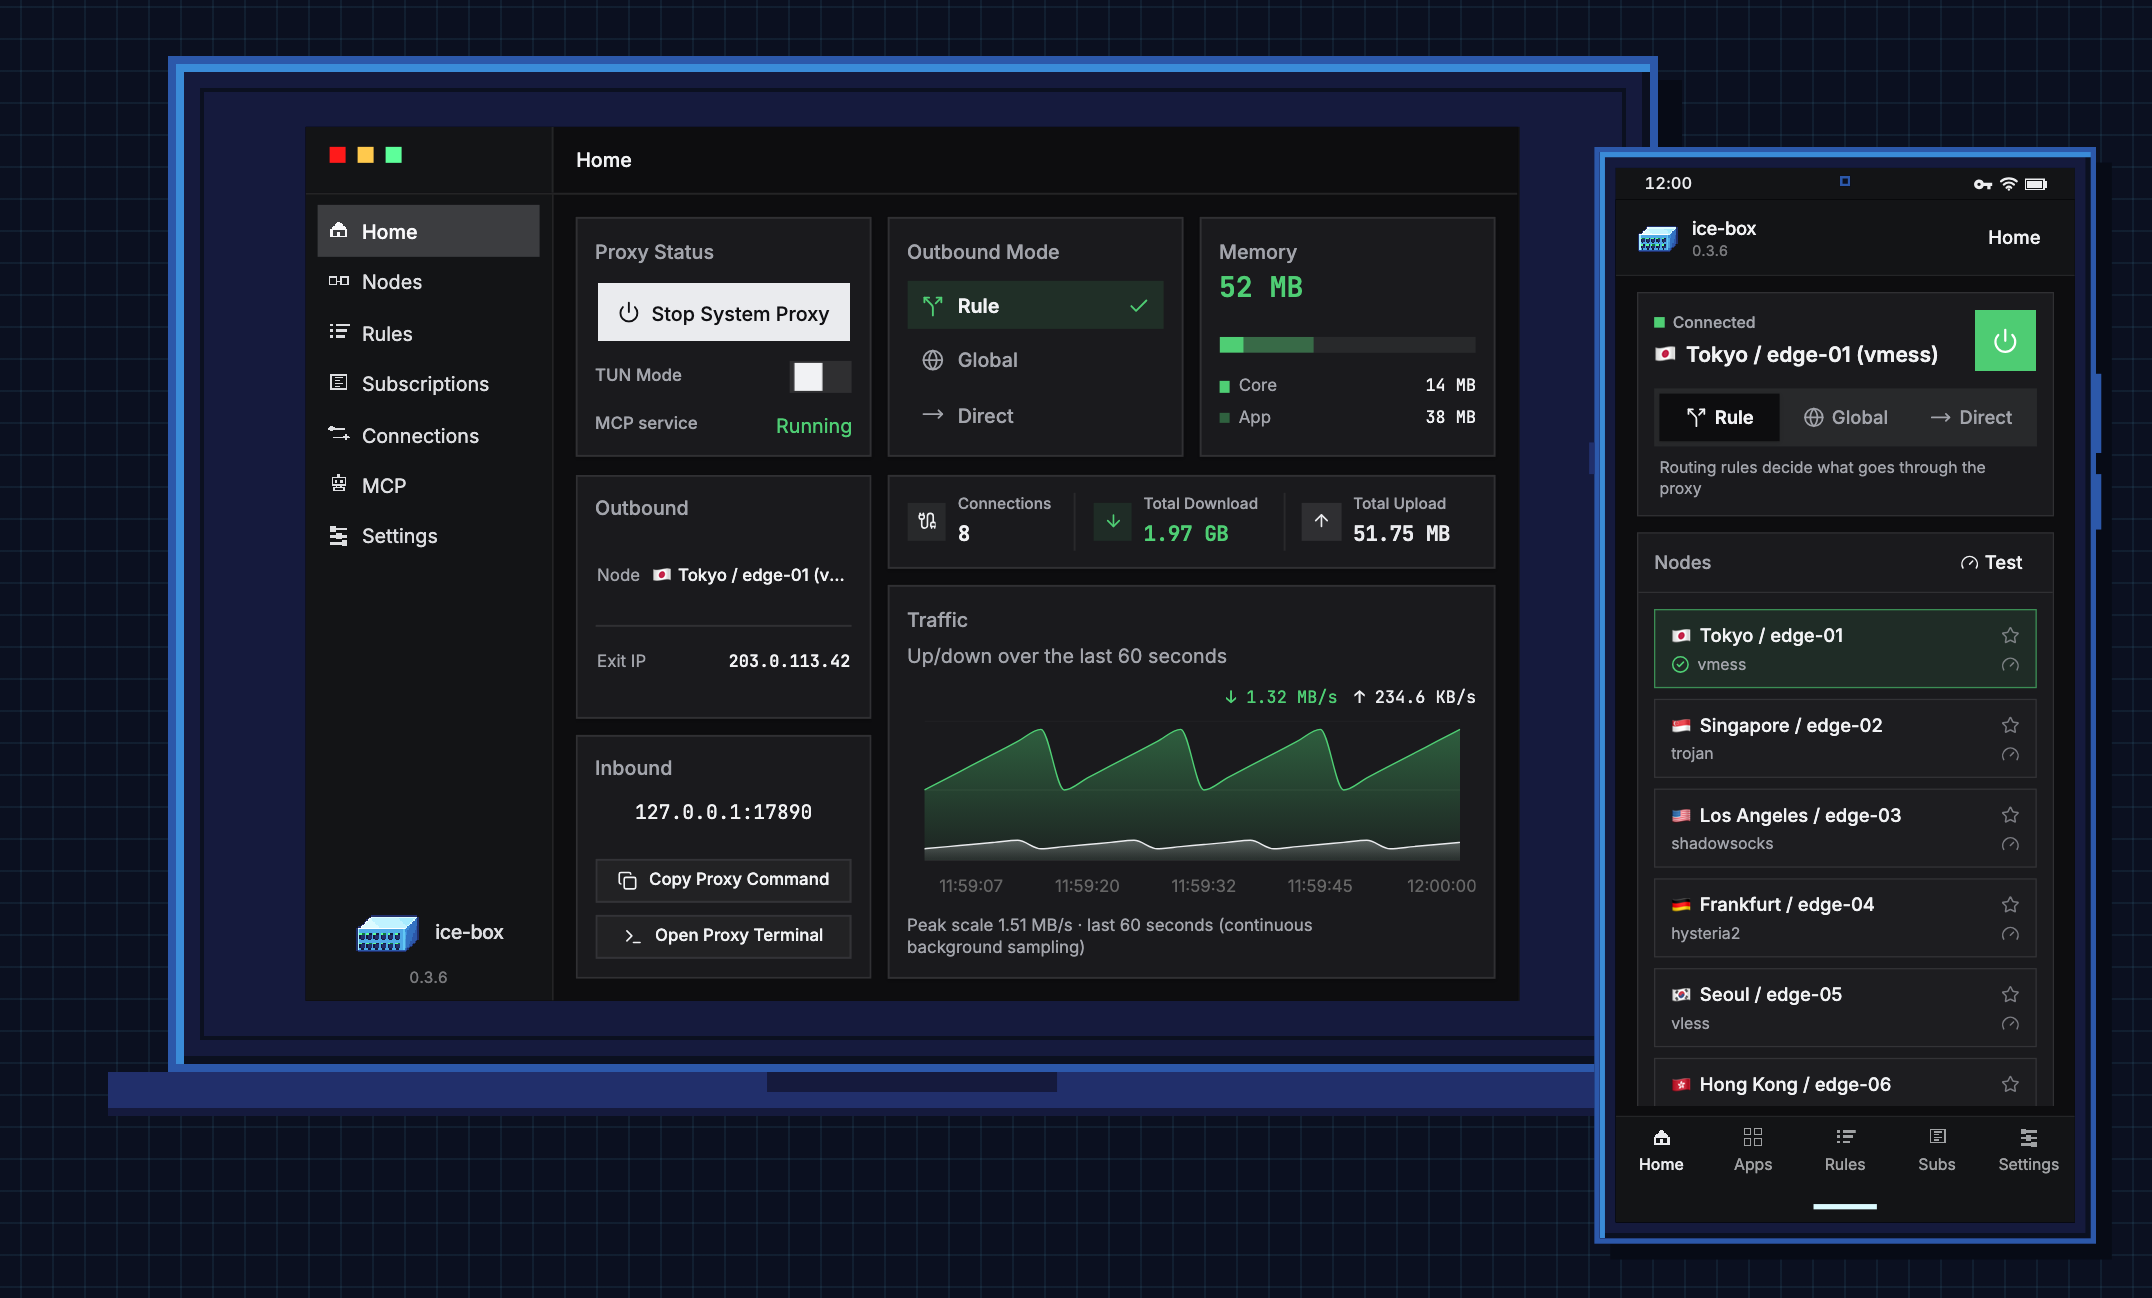 Home
Home
Nodes
Rules
Subscriptions
Connections
MCP
Settings
ice-box
0.3.6
Proxy Status
Stop System Proxy
TUN Mode
MCP service Running
Outbound Mode
Rule
Global
Direct
Memory
52 MB
Core 14 MB
App 38 MB
Outbound
Node Tokyo / edge-01 (v...
Exit IP 203.0.113.42
Connections
8
Total Download
1.97 GB
Total Upload
51.75 MB
Inbound
127.0.0.1:17890
Copy Proxy Command
Open Proxy Terminal
Traffic
Up/down over the last 60 seconds
↓ 1.32 MB/s ↑ 234.6 KB/s
11:59:07 11:59:20 11:59:32 11:59:45 12:00:00
Peak scale 1.51 MB/s · last 60 seconds (continuous
background sampling)
12:00
ice-box
0.3.6
Home
Connected
Tokyo / edge-01 (vmess)
Rule Global Direct
Routing rules decide what goes through the
proxy
Nodes Test
Tokyo / edge-01
vmess
Singapore / edge-02
trojan
Los Angeles / edge-03
shadowsocks
Frankfurt / edge-04
hysteria2
Seoul / edge-05
vless
Hong Kong / edge-06
Home Apps Rules Subs Settings